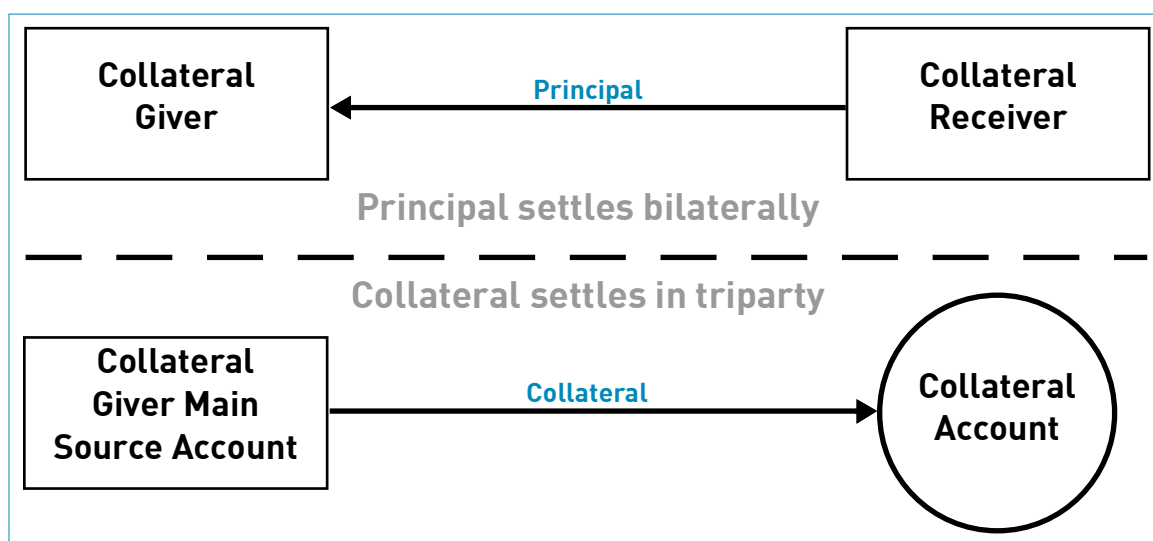 Collateral
Giver
Principal
Collateral
Receiver
Principal settles bilaterally
Collateral settles in triparty
Collateral
Giver Main
Source Account
Collateral
Collateral
Account